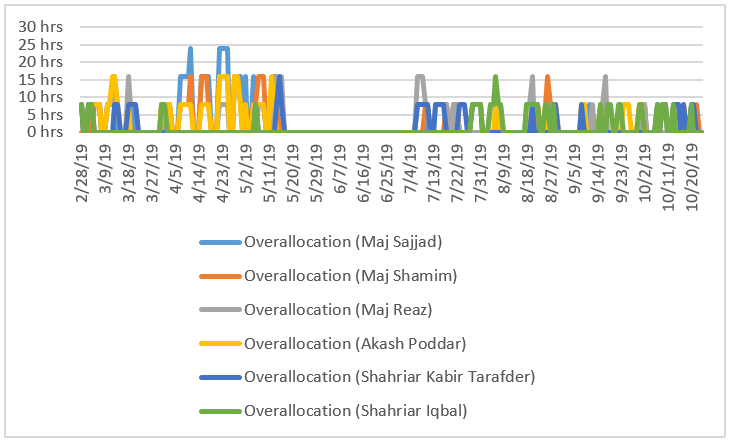 30 hrs
25 hrs
20 hrs
15 hrs
10 hrs
5 hrs
0 hrs
2/28/19
3/9/19
3/18/19
3/27/19
4/5/19
4/14/19
4/23/19
5/2/19
5/11/19
5/20/19
5/29/19
6/7/19
6/16/19
6/25/19
7/4/19
7/13/19
7/22/19
7/31/19
8/9/19
8/18/19
8/27/19
9/5/19
9/14/19
9/23/19
10/2/19
10/11/19
10/20/19
Overallocation (Maj Sajjad)
Overallocation (Maj Shamim)
Overallocation (Maj Reaz)
Overallocation (Akash Poddar)
Overallocation (Shahriar Kabir Tarafder)
Overallocation (Shahriar Iqbal)